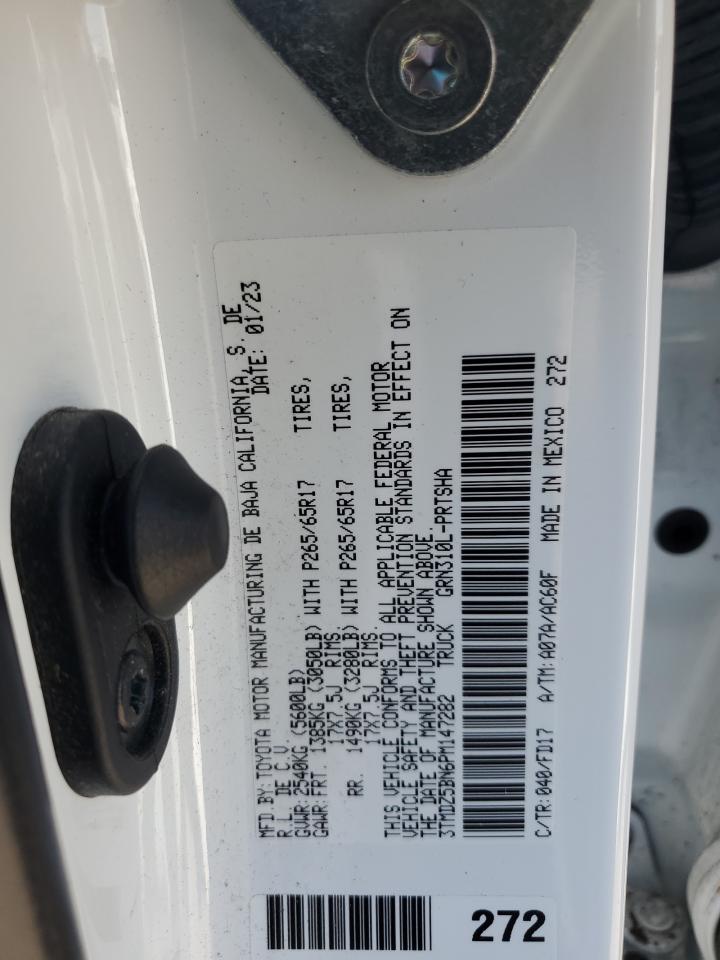 MFD.BY:TOYOTA MOTOR MANUFACTURING DE BAJA CALIFORNIA, S. DE
R.L. DE C.V. DATE: 01/23
GVWR:2540KG (5600LB)
GAWR:FRT. 1385KG (3050LB) WITH P265/65R17 TIRES,
17X7.5J RIMS.
RR. 1490KG (3280LB) WITH P265/65R17 TIRES,
17X7.5J RIMS.
THIS VEHICLE CONFORMS TO ALL APPLICABLE FEDERAL MOTOR
VEHICLE SAFETY AND THEFT PREVENTION STANDARDS IN EFFECT ON
THE DATE OF MANUFACTURE SHOWN ABOVE.
3TMDZ5BN6PM147282 TRUCK GRN310L-PRTSHA
C/TR:040/FD17 A/TM:A07A/AC60F MADE IN MEXICO 272
272